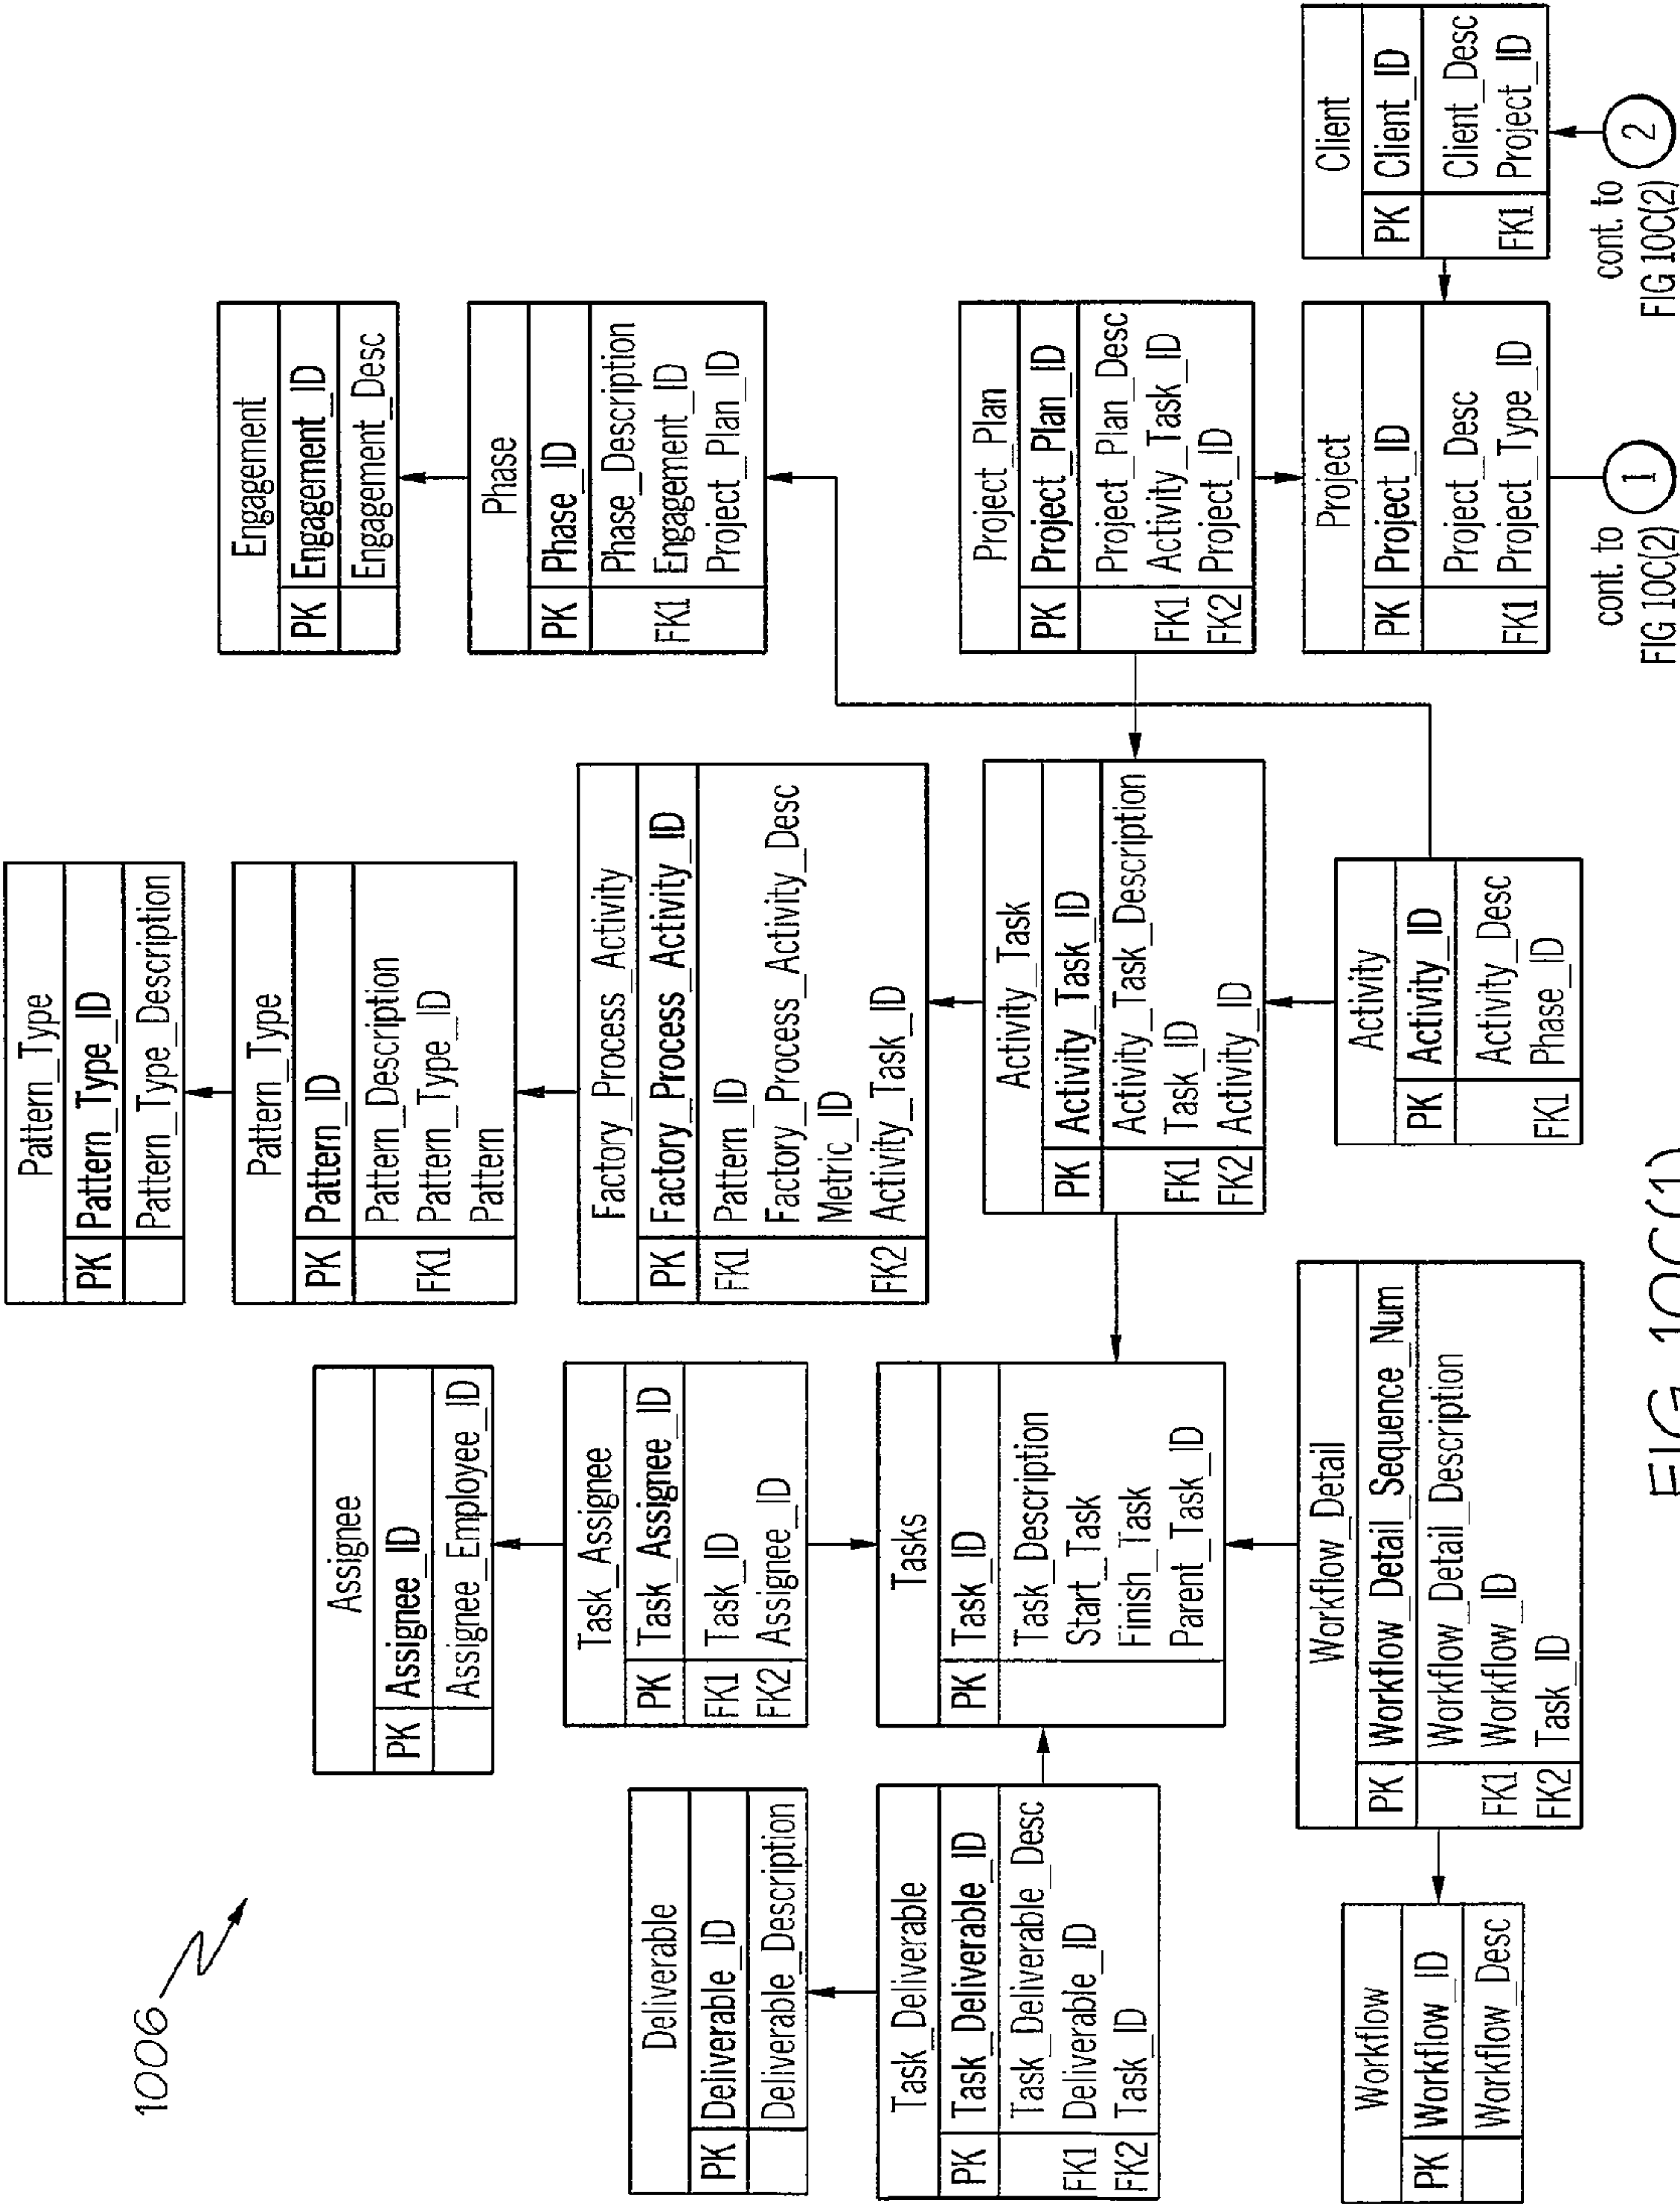 1006
Pattern_Type
PK Pattern_Type_ID
Pattern_Type_Description
Pattern_Type
PK Pattern_ID
Pattern_Description
FK1 Pattern_Type_ID
Pattern
Engagement
PK Engagement_ID
Engagement_Desc
Assignee
PK Assignee_ID
Assignee_Employee_ID
Phase
PK Phase_ID
Phase_Description
FK1 Engagement_ID
Project_Plan_ID
Task_Assignee
PK Task_Assignee_ID
FK1 Task_ID
FK2 Assignee_ID
Factory_Process_Activity
PK Factory_Process_Activity_ID
FK1 Pattern_ID
Factory_Process_Activity_Desc
Metric_ID
FK2 Activity_Task_ID
Deliverable
PK Deliverable_ID
Deliverable_Description
Task_Deliverable
PK Task_Deliverable_ID
Task_Deliverable_Desc
FK1 Deliverable_ID
FK2 Task_ID
Tasks
PK Task_ID
Task_Description
Start_Task
Finish_Task
Parent_Task_ID
Activity_Task
PK Activity_Task_ID
Activity_Task_Description
FK1 Task_ID
FK2 Activity_ID
Project_Plan
PK Project_Plan_ID
Project_Plan_Desc
FK1 Activity_Task_ID
FK2 Project_ID
Workflow
PK Workflow_ID
Workflow_Desc
Workflow_Detail
PK Workflow_Detail_Sequence_Num
Workflow_Detail_Description
FK1 Workflow_ID
FK2 Task_ID
Activity
PK Activity_ID
Activity_Desc
FK1 Phase_ID
Project
PK Project_ID
Project_Desc
FK1 Project_Type_ID
Client
PK Client_ID
Client_Desc
FK1 Project_ID
cont. to
FIG 10C(2)
1
cont. to
FIG 10C(2)
2
FIG 10C(1)